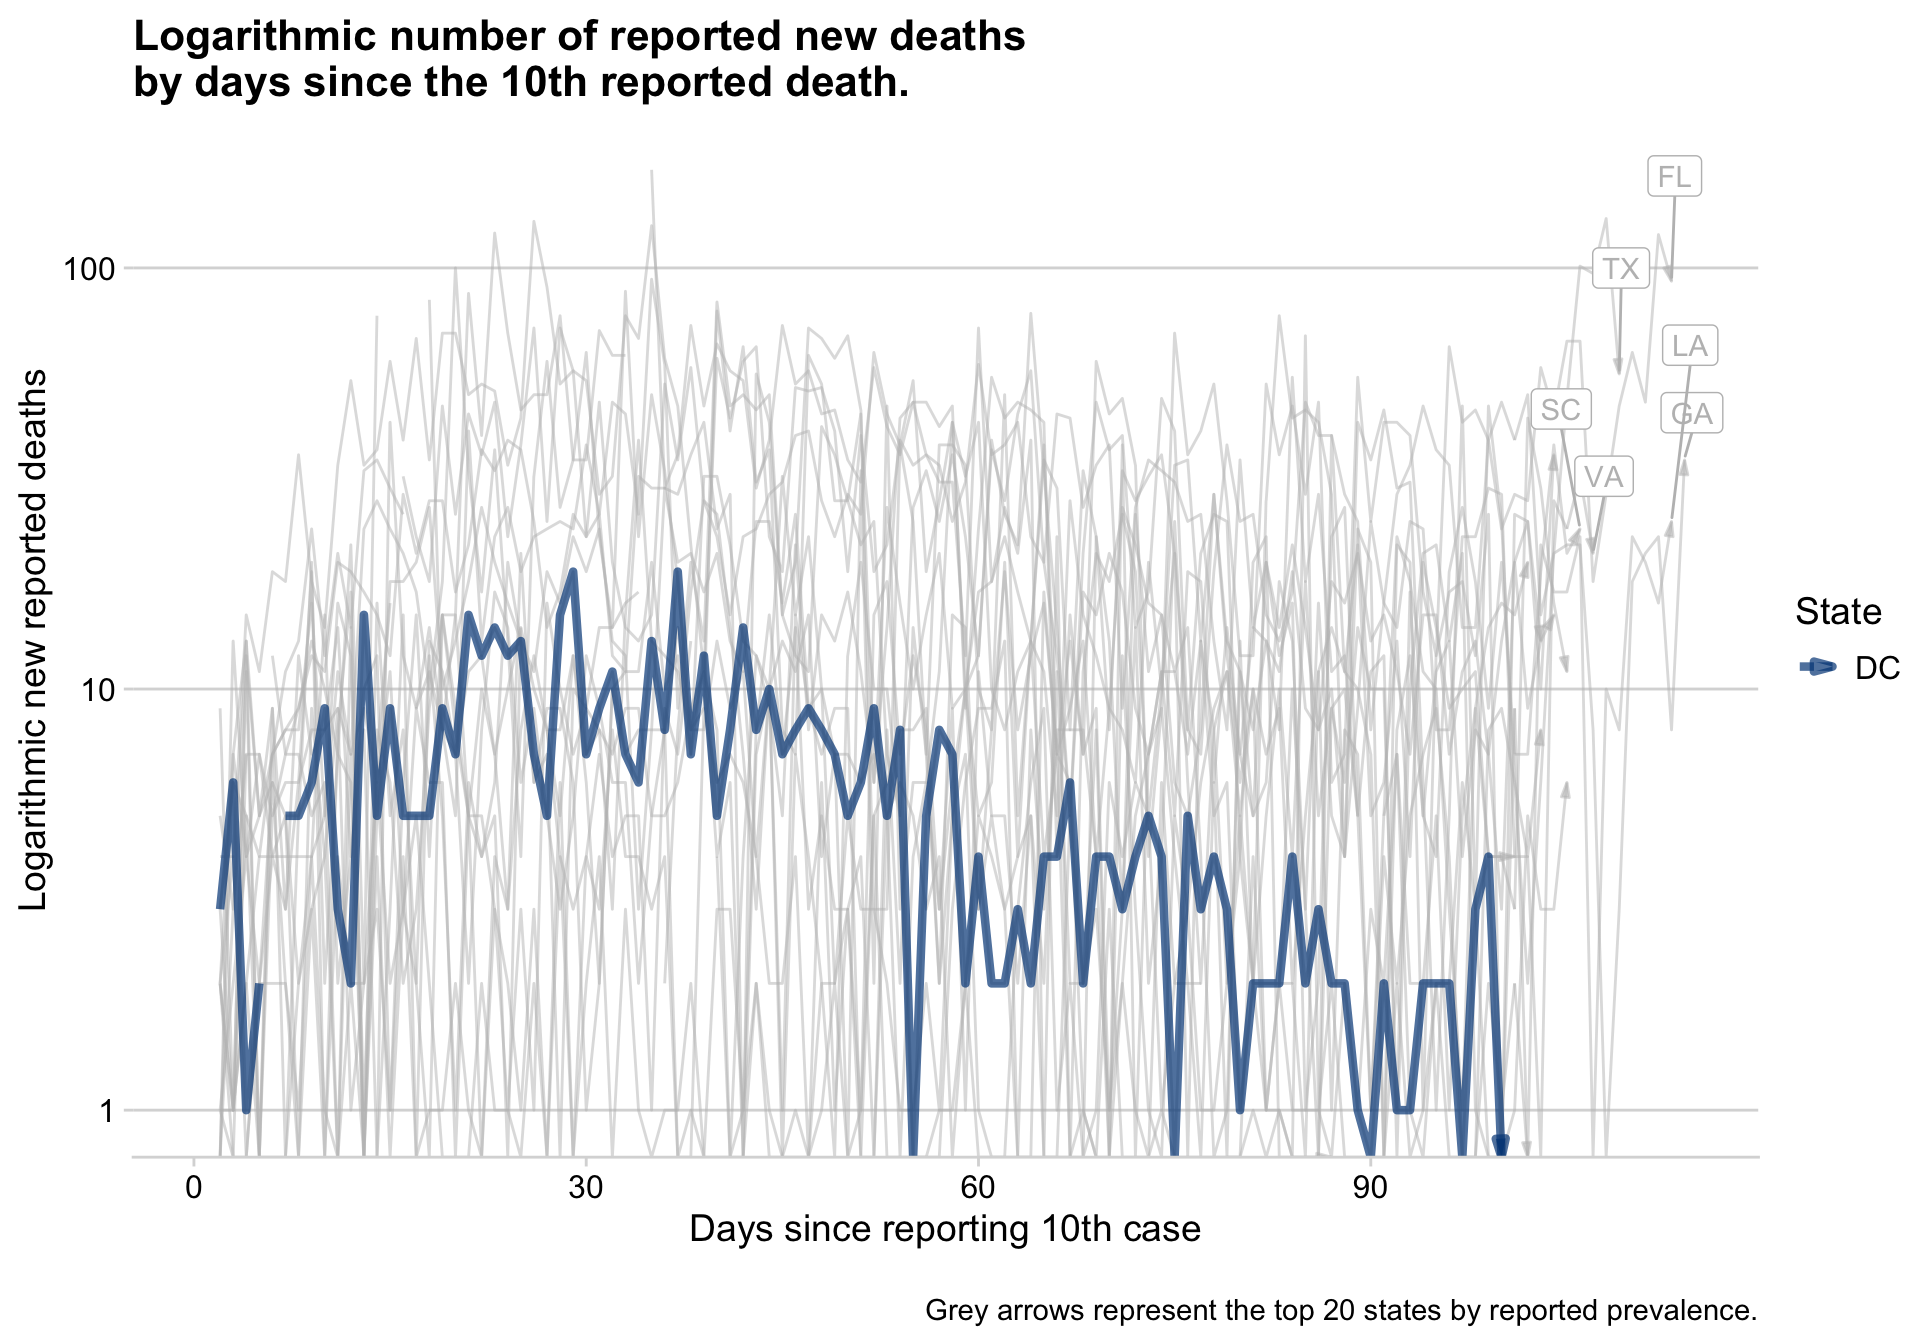 Logarithmic number of reported new deaths
by days since the 10th reported death.
FL
TX
100
LA
SC
GA
VA
Logarithmic new reported deaths
State
DC
10
1
0
30
60
90
Days since reporting 10th case
Grey arrows represent the top 20 states by reported prevalence.